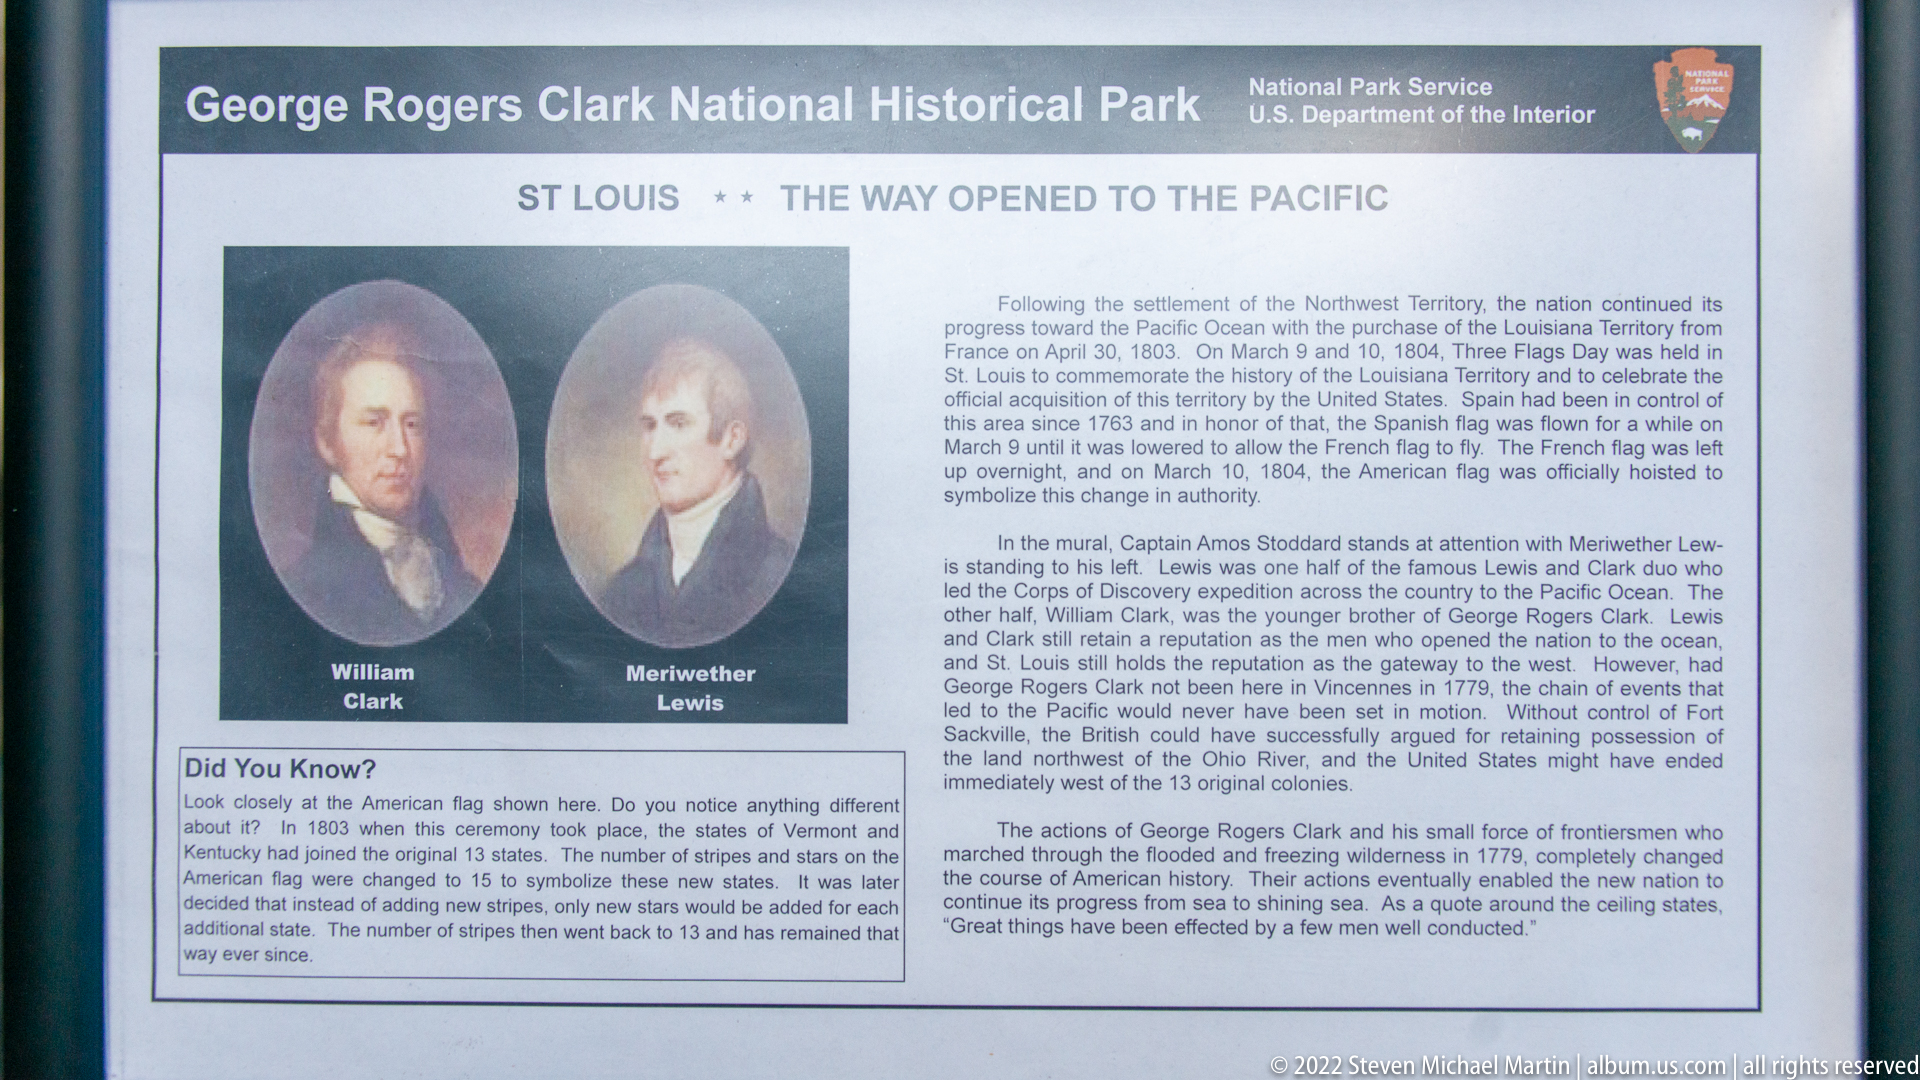 George Rogers Clark National Historical Park
National Park Service
U.S. Department of the Interior
NATIONAL
PARK
SERVICE
ST LOUIS ★ ★ THE WAY OPENED TO THE PACIFIC
William
Clark
Meriwether
Lewis
Did You Know?
Look closely at the American flag shown here. Do you notice anything different
about it? In 1803 when this ceremony took place, the states of Vermont and
Kentucky had joined the original 13 states. The number of stripes and stars on the
American flag were changed to 15 to symbolize these new states. It was later
decided that instead of adding new stripes, only new stars would be added for each
additional state. The number of stripes then went back to 13 and has remained that
way ever since.
Following the settlement of the Northwest Territory, the nation continued its
progress toward the Pacific Ocean with the purchase of the Louisiana Territory from
France on April 30, 1803. On March 9 and 10, 1804, Three Flags Day was held in
St. Louis to commemorate the history of the Louisiana Territory and to celebrate the
official acquisition of this territory by the United States. Spain had been in control of
this area since 1763 and in honor of that, the Spanish flag was flown for a while on
March 9 until it was lowered to allow the French flag to fly. The French flag was left
up overnight, and on March 10, 1804, the American flag was officially hoisted to
symbolize this change in authority.
In the mural, Captain Amos Stoddard stands at attention with Meriwether Lew-
is standing to his left. Lewis was one half of the famous Lewis and Clark duo who
led the Corps of Discovery expedition across the country to the Pacific Ocean. The
other half, William Clark, was the younger brother of George Rogers Clark. Lewis
and Clark still retain a reputation as the men who opened the nation to the ocean,
and St. Louis still holds the reputation as the gateway to the west. However, had
George Rogers Clark not been here in Vincennes in 1779, the chain of events that
led to the Pacific would never have been set in motion. Without control of Fort
Sackville, the British could have successfully argued for retaining possession of
the land northwest of the Ohio River, and the United States might have ended
immediately west of the 13 original colonies.
The actions of George Rogers Clark and his small force of frontiersmen who
marched through the flooded and freezing wilderness in 1779, completely changed
the course of American history. Their actions eventually enabled the new nation to
continue its progress from sea to shining sea. As a quote around the ceiling states,
“Great things have been effected by a few men well conducted.”
© 2022 Steven Michael Martin | album.us.com | all rights reserved